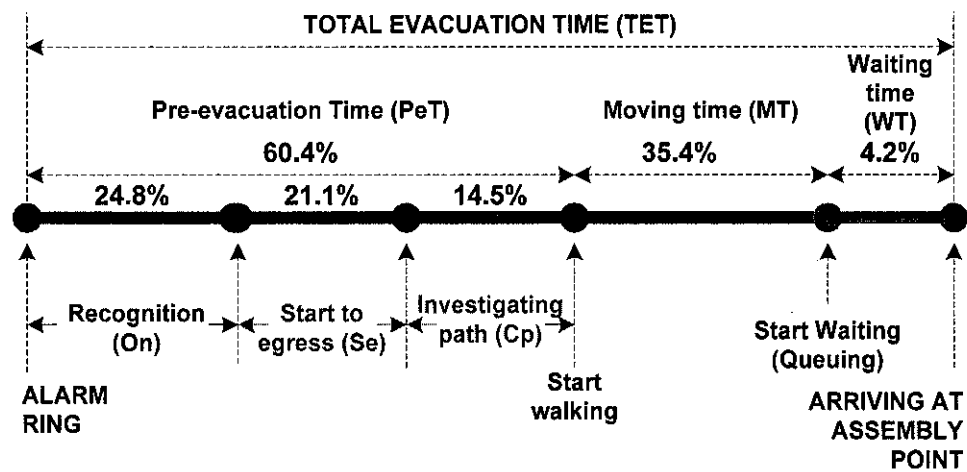 TOTAL EVACUATION TIME (TET)
Pre-evacuation Time (PeT)
60.4%
Moving time (MT)
35.4%
Waiting
time
(WT)
4.2%
24.8%
21.1%
14.5%
Recognition
(On)
Start to
egress (Se)
Investigating
path (Cp)
ALARM
RING
Start
walking
Start Waiting
(Queuing)
ARRIVING AT
ASSEMBLY
POINT